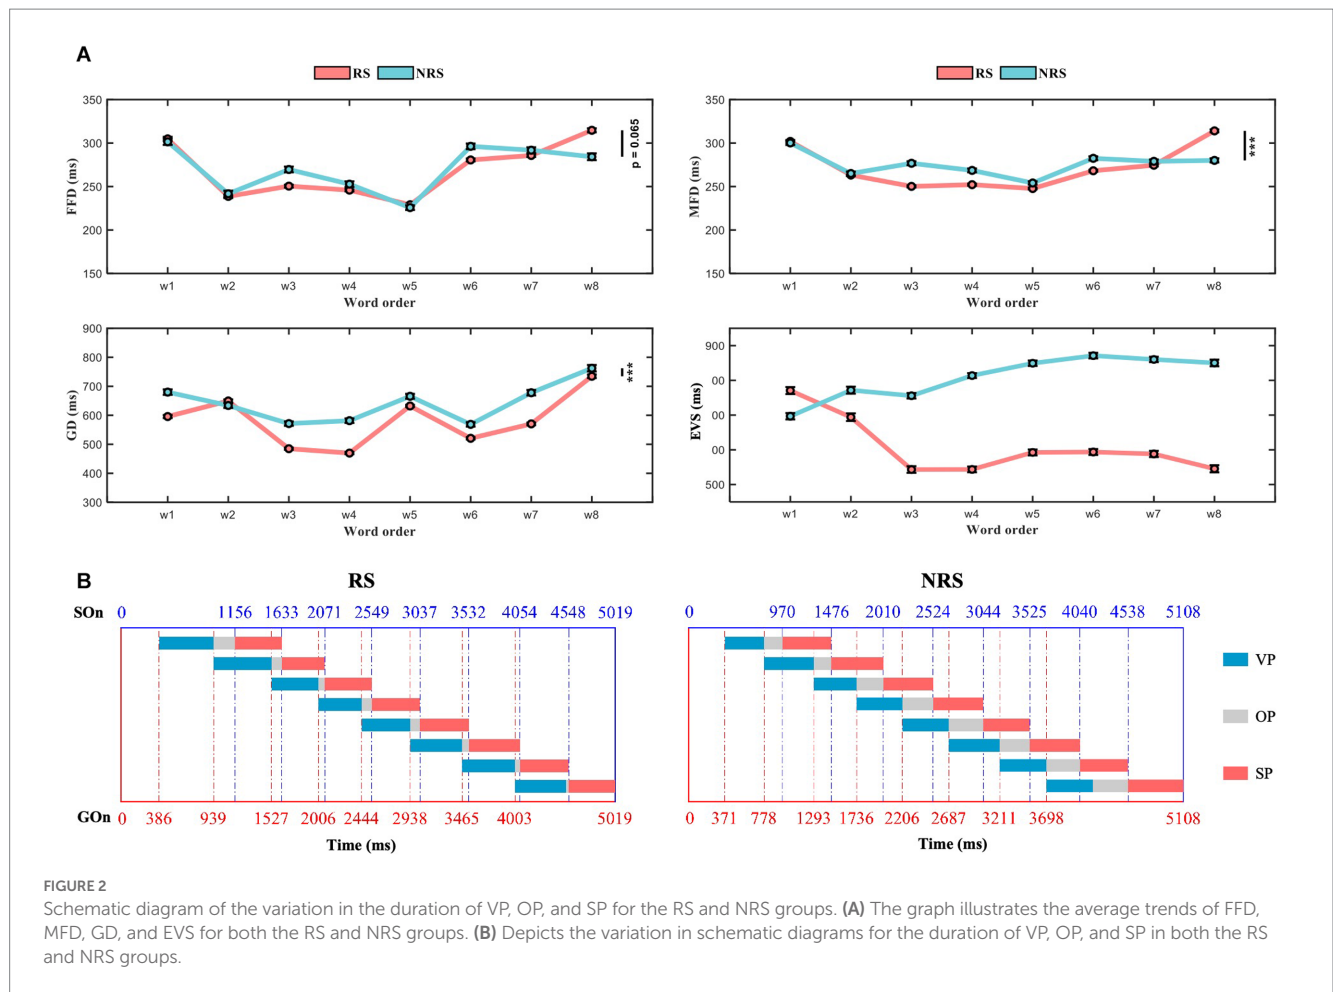 A
RS NRS
350
300
250
200
150
FFD (ms)
p = 0.065
w1 w2 w3 w4 w5 w6 w7 w8
Word order
RS NRS
350
300
250
200
150
MFD (ms)
***
w1 w2 w3 w4 w5 w6 w7 w8
Word order
900
800
700
600
500
400
300
GD (ms)
***
w1 w2 w3 w4 w5 w6 w7 w8
Word order
900
00
00
00
500
EVS (ms)
w1 w2 w3 w4 w5 w6 w7 w8
Word order
B
RS
SOn 0 1156 1633 2071 2549 3037 3532 4054 4548 5019
GOn 0 386 939 1527 2006 2444 2938 3465 4003 5019
Time (ms)
NRS
0 970 1476 2010 2524 3044 3525 4040 4538 5108
0 371 778 1293 1736 2206 2687 3211 3698 5108
Time (ms)
VP
OP
SP
FIGURE 2
Schematic diagram of the variation in the duration of VP, OP, and SP for the RS and NRS groups. (A) The graph illustrates the average trends of FFD,
MFD, GD, and EVS for both the RS and NRS groups. (B) Depicts the variation in schematic diagrams for the duration of VP, OP, and SP in both the RS
and NRS groups.